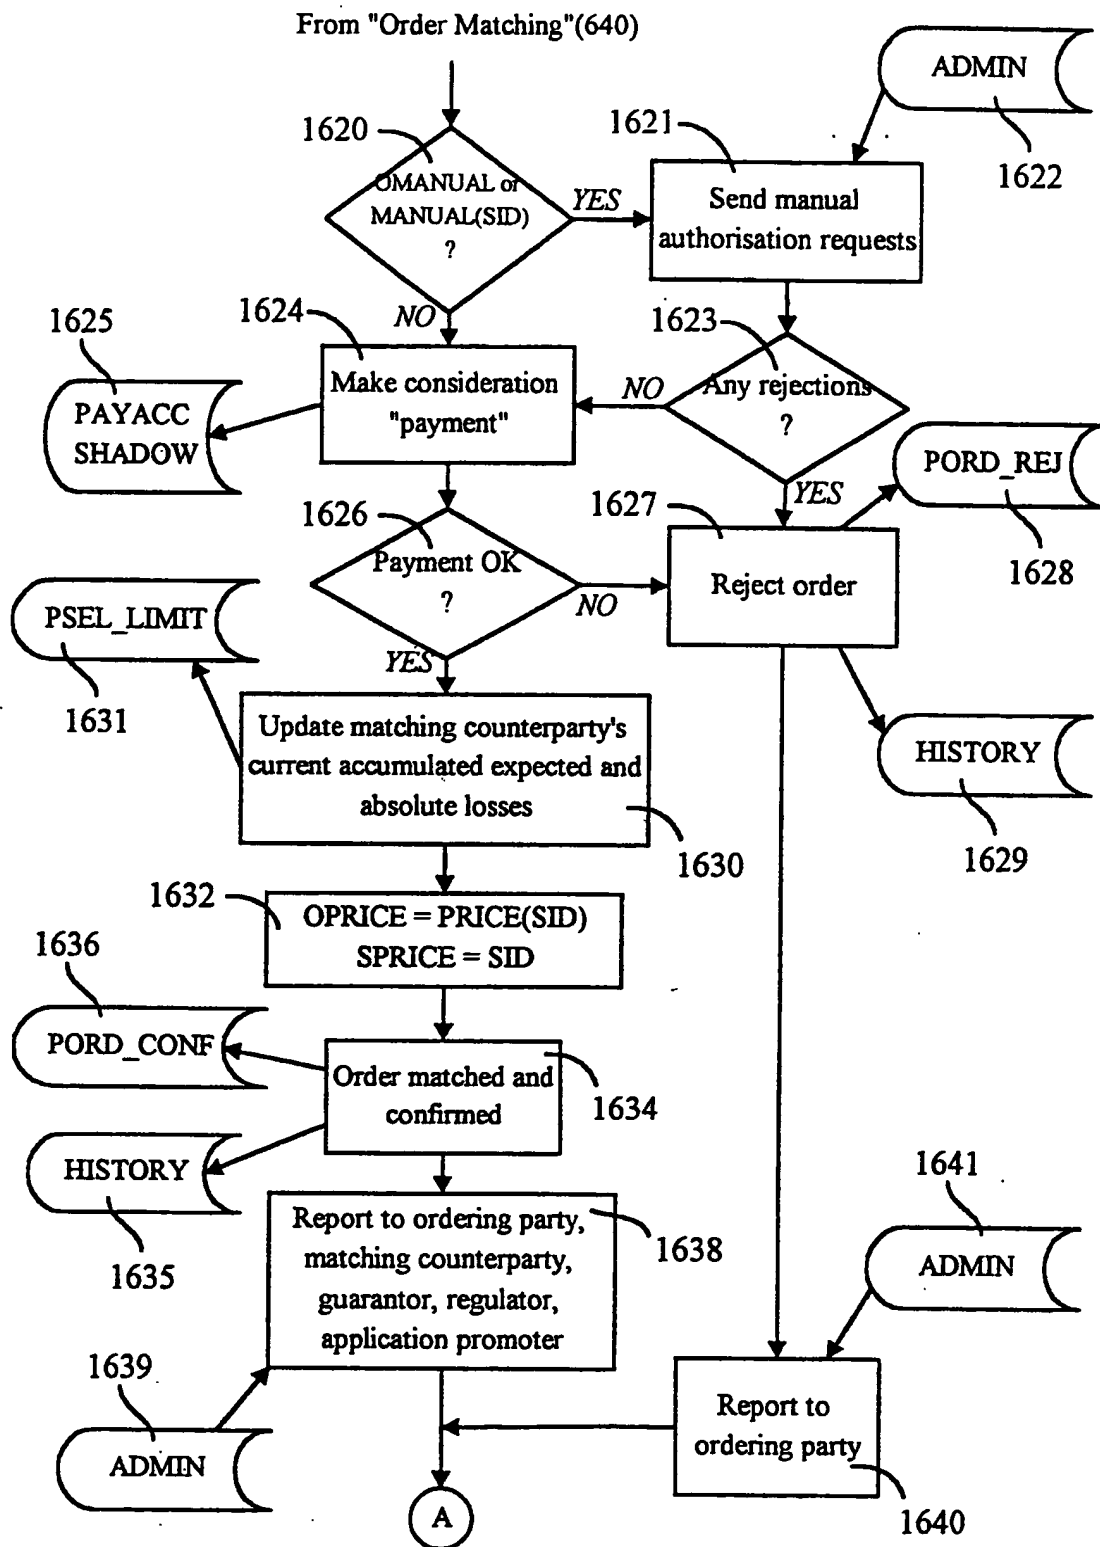 From "Order Matching"(640)
ADMIN
1622
1620
OMANUAL or
MANUAL(SID)
?
YES
NO
1621
Send manual
authorisation requests
1623
Any rejections
?
NO
YES
1624
Make consideration
"payment"
1625
PAYACC
SHADOW
1626
Payment OK
?
NO
YES
1627
Reject order
PORD_REJ
1628
HISTORY
1629
PSEL_LIMIT
1631
Update matching counterparty's
current accumulated expected and
absolute losses
1630
1632
OPRICE = PRICE(SID)
SPRICE = SID
1636
PORD_CONF
Order matched and
confirmed
1634
HISTORY
1635
Report to ordering party,
matching counterparty,
guarantor, regulator,
application promoter
1638
1639
ADMIN
1641
ADMIN
Report to
ordering party
1640
A